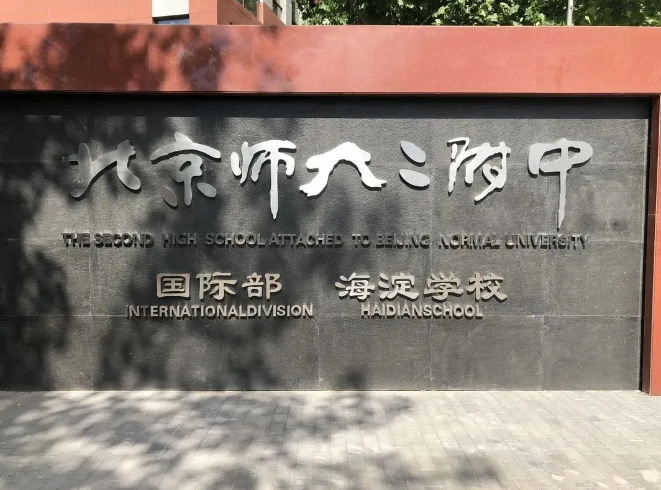 北京师大二附中
THE SECOND HIGH SCHOOL ATTACHED TO BEIJING NORMAL UNIVERSITY
国际部 海淀学校
INTERNATIONALDIVISION HAIDIANSCHOOL